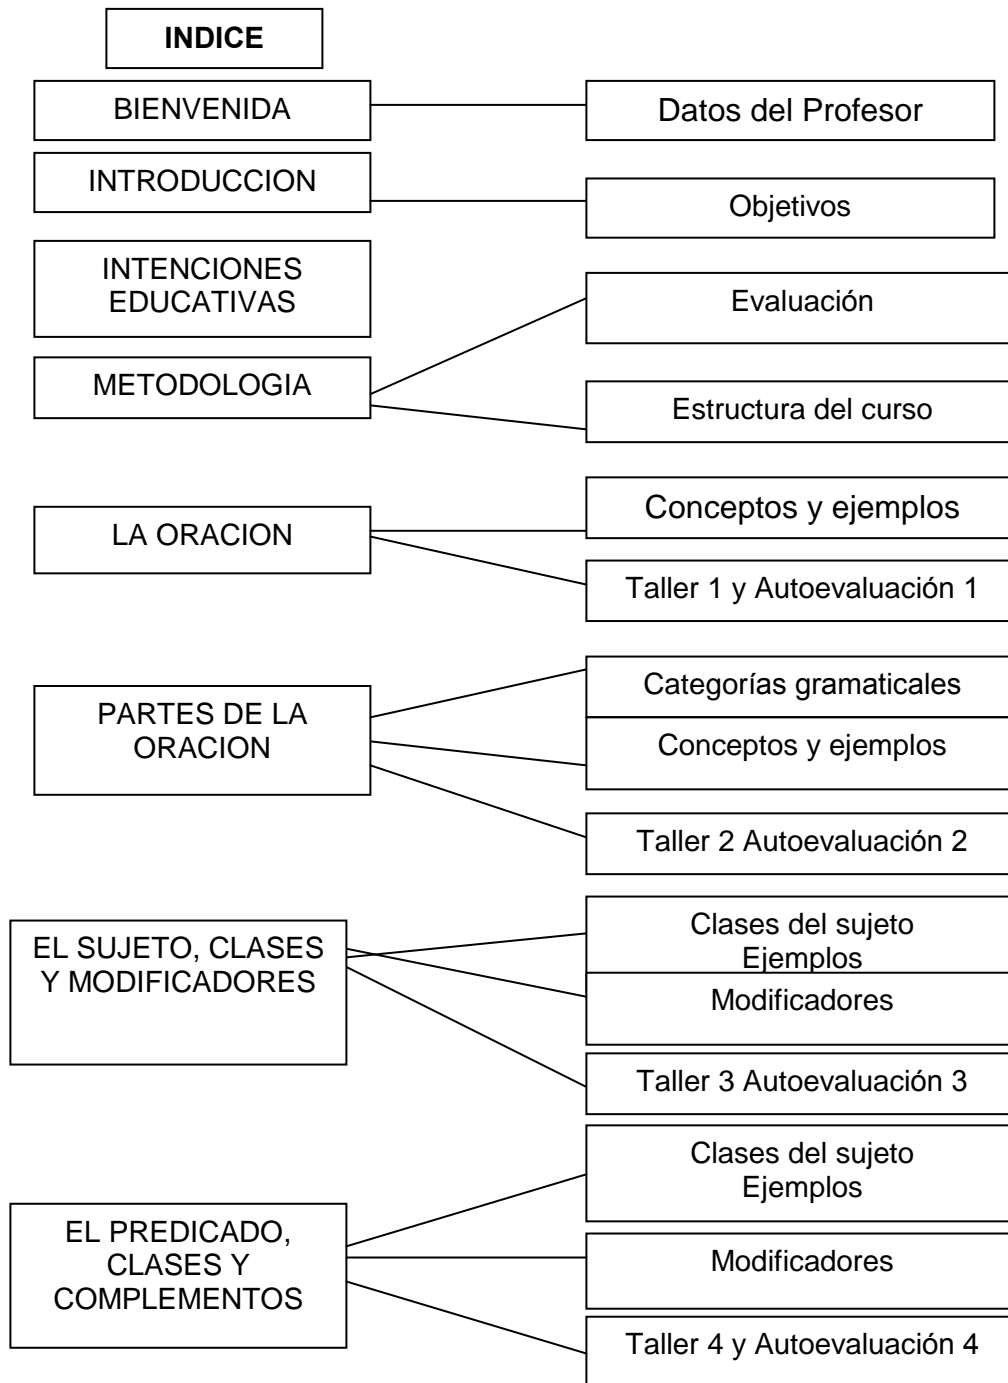 INDICE
BIENVENIDA
Datos del Profesor
INTRODUCCION
Objetivos
INTENCIONES
EDUCATIVAS
Evaluación
METODOLOGIA
Estructura del curso
LA ORACION
Conceptos y ejemplos
Taller 1 y Autoevaluación 1
PARTES DE LA
ORACION
Categorías gramaticales
Conceptos y ejemplos
Taller 2 Autoevaluación 2
EL SUJETO, CLASES
Y MODIFICADORES
Clases del sujeto
Ejemplos
Modificadores
Taller 3 Autoevaluación 3
EL PREDICADO,
CLASES Y
COMPLEMENTOS
Clases del sujeto
Ejemplos
Modificadores
Taller 4 y Autoevaluación 4